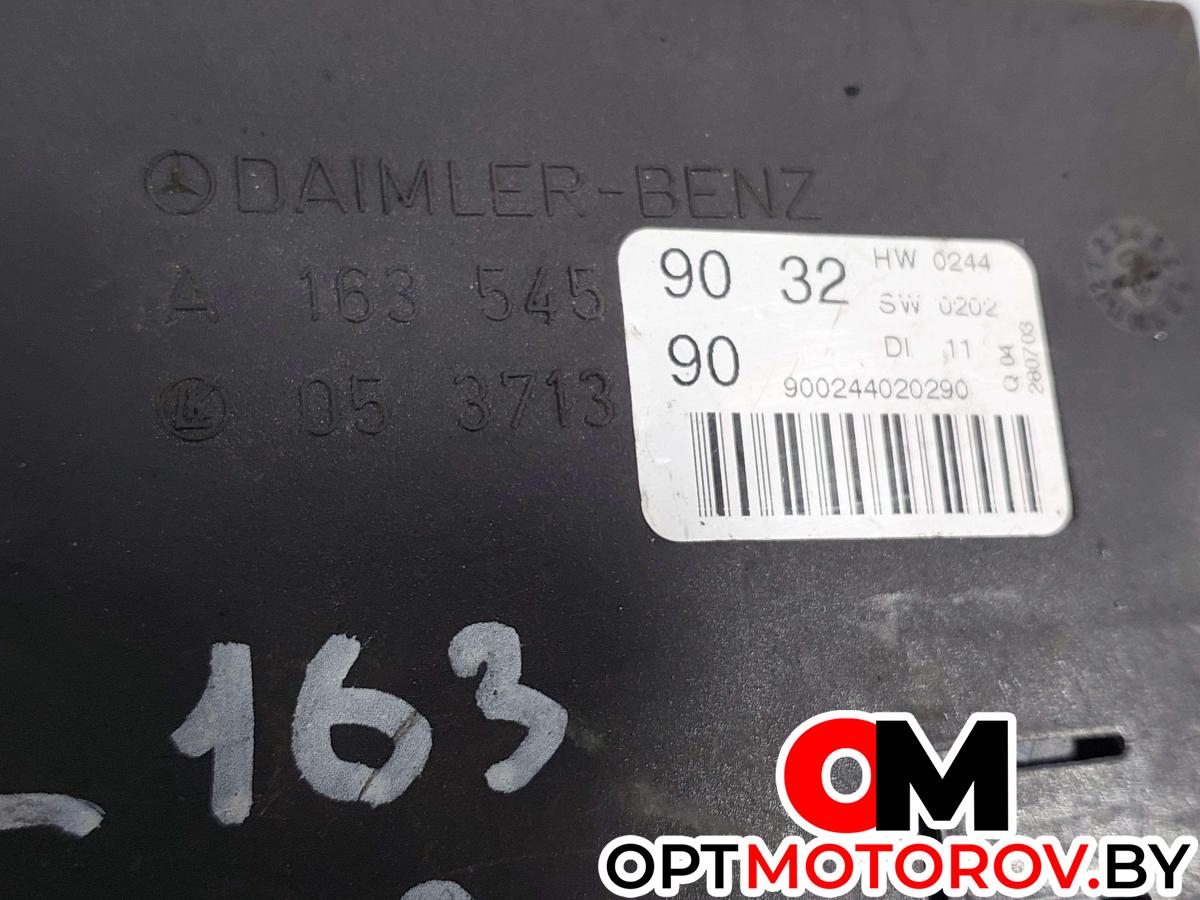 DAIMLER-BENZ
A 163 545 90 32
HW 0244
SW 0202
90
DI 11
Q 04
280703
05 3713
LK
900244020290
163
OM
OPTMOTOROV.BY